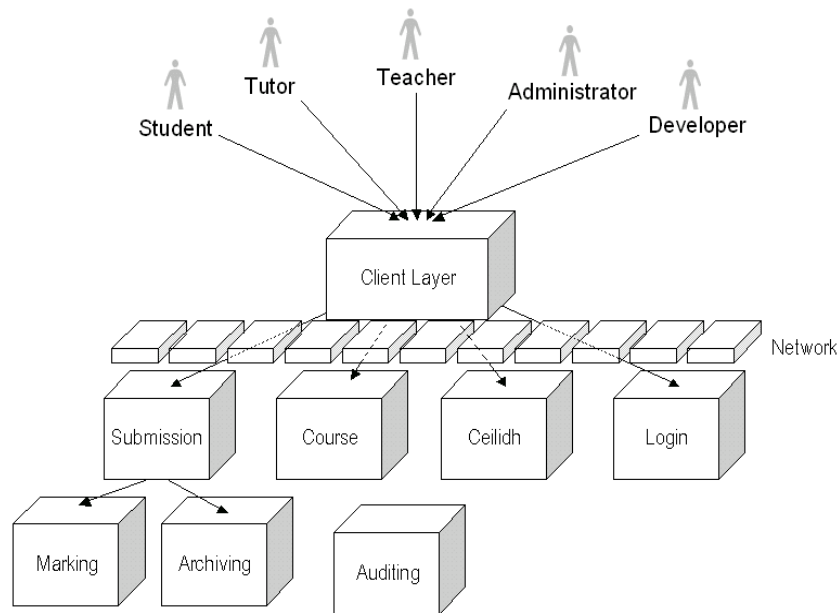 Student
Tutor
Teacher
Administrator
Developer
Client Layer
Network
Submission
Course
Ceilidh
Login
Marking
Archiving
Auditing